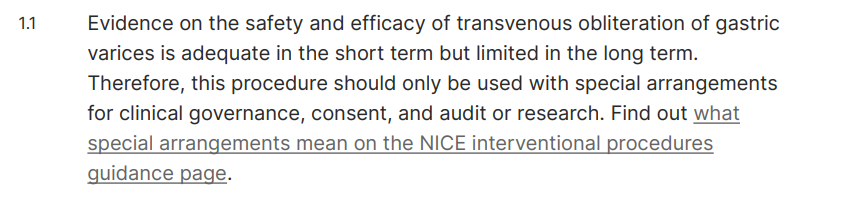 1.1 Evidence on the safety and efficacy of transvenous obliteration of gastric
varices is adequate in the short term but limited in the long term.
Therefore, this procedure should only be used with special arrangements
for clinical governance, consent, and audit or research. Find out what
special arrangements mean on the NICE interventional procedures
guidance page.